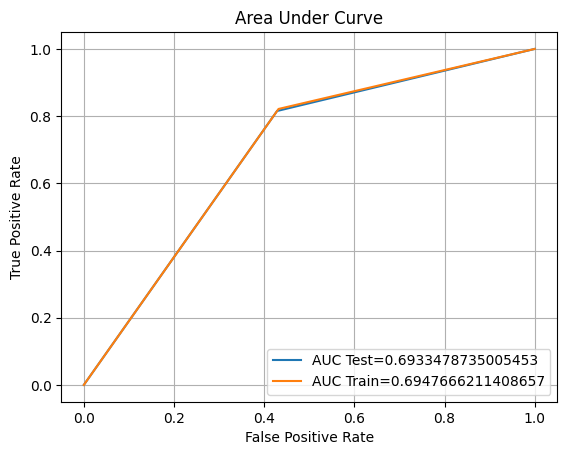 Area Under Curve
True Positive Rate
1.0
0.8
0.6
0.4
0.2
0.0
AUC Test=0.6933478735005453
AUC Train=0.6947666211408657
0.0 0.2 0.4 0.6 0.8 1.0
False Positive Rate